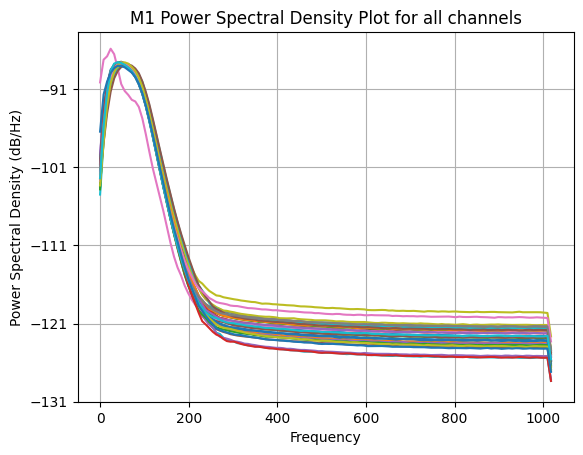 M1 Power Spectral Density Plot for all channels
Power Spectral Density (dB/Hz)
−91
−101
−111
−121
−131
0 200 400 600 800 1000
Frequency